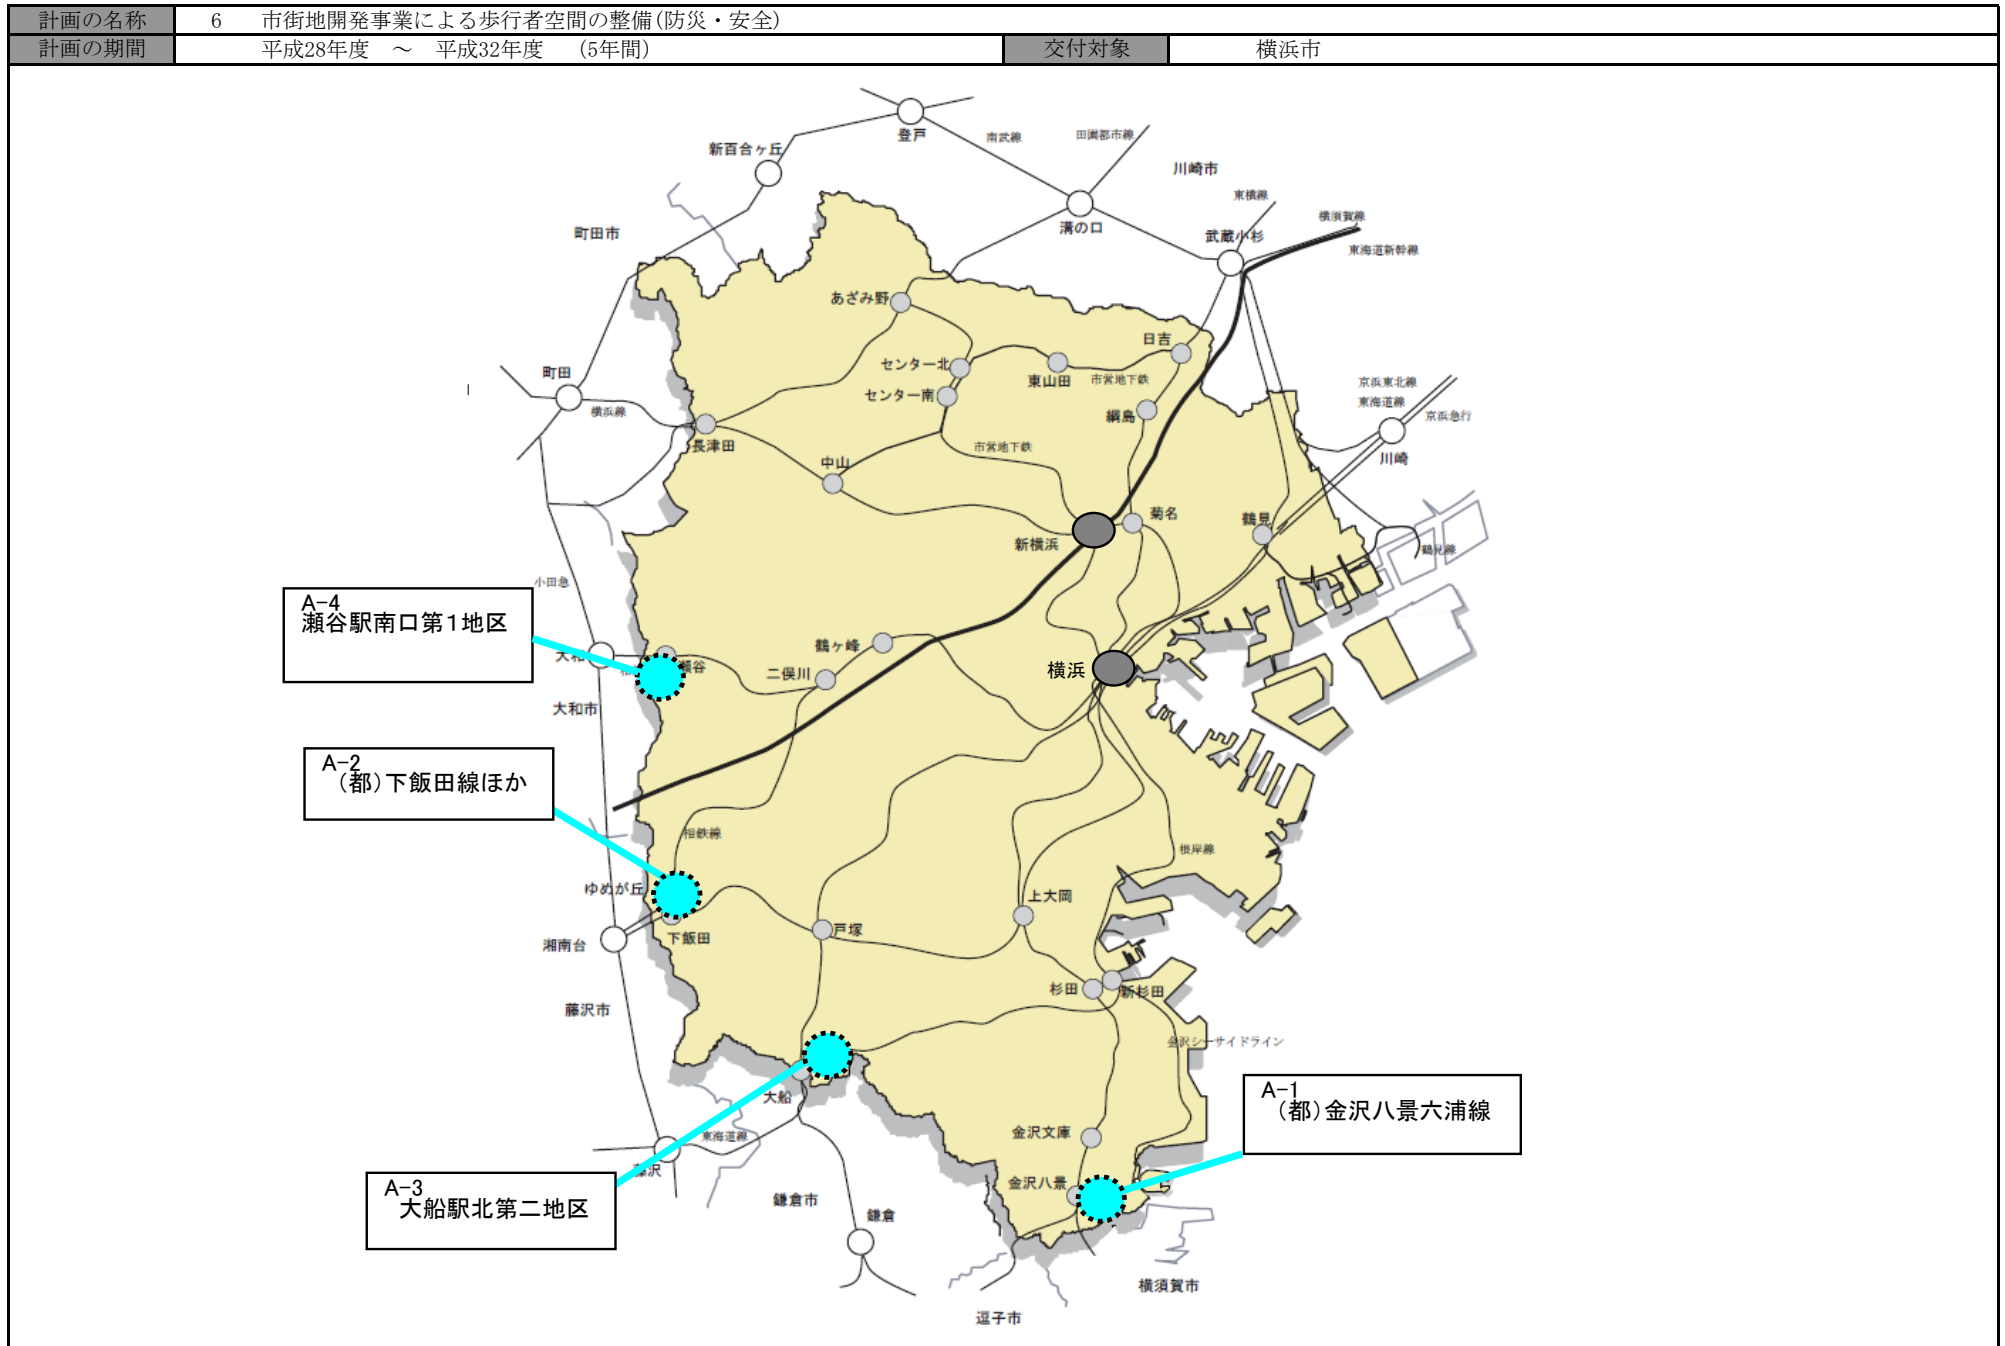 計画の名称 6 市街地開発事業による歩行者空間の整備(防災・安全)
計画の期間 平成28年度 ～ 平成32年度 (5年間) 交付対象 横浜市
登戸
南武線
田園都市線
新百合ヶ丘
川崎市
東横線
横須賀線
溝の口
町田市
武蔵小杉
東海道新幹線
あざみ野
日吉
センター北
町田
東山田
市営地下鉄
京浜東北線
センター南
東海道線
横浜線
綱島
京浜急行
長津田
市営地下鉄
川崎
中山
菊名
鶴見
新横浜
鶴見線
小田急
A-4
瀬谷駅南口第1地区
鶴ヶ峰
大和
瀬谷
二俣川
横浜
大和市
A-2
(都)下飯田線ほか
相鉄線
根岸線
ゆめが丘
上大岡
下飯田
戸塚
湘南台
杉田
新杉田
藤沢市
金沢シーサイドライン
大船
A-1
(都)金沢八景六浦線
金沢文庫
東海道線
藤沢
A-3
大船駅北第二地区
金沢八景
鎌倉市
鎌倉
横須賀市
逗子市